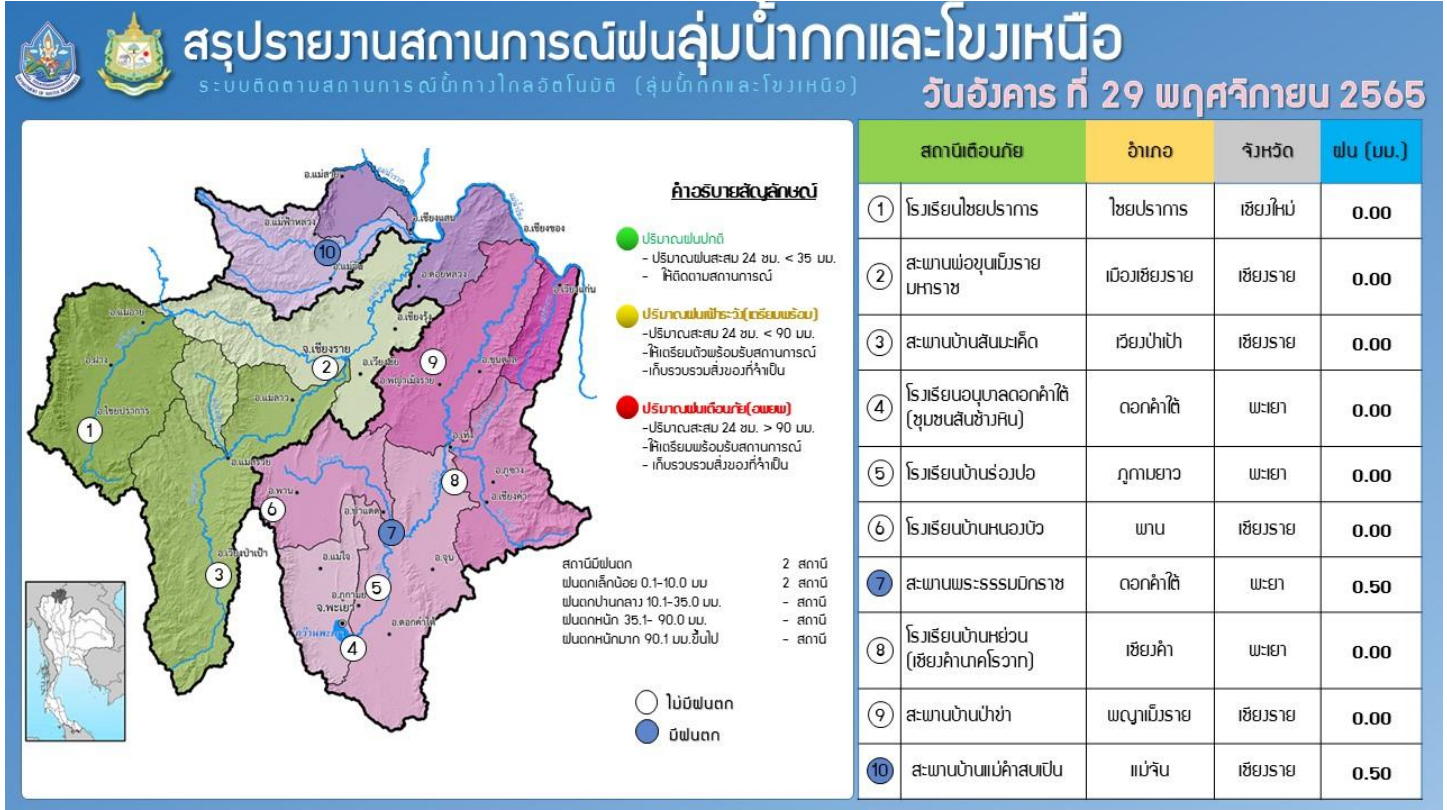 สรุปรายงานสถานการณ์ฝนลุ่มน้ำกกและโขงเหนือ
ระบบติดตามสถานการณ์น้ำทางไกลอัตโนมัติ (ลุ่มน้ำกกและโขงเหนือ)
วันอังคาร ที่ 29 พฤศจิกายน 2565
คำอธิบายสัญลักษณ์
ปริมาณฝนปกติ
- ปริมาณฝนสะสม 24 ชม. < 35 มม.
- ให้ติดตามสถานการณ์
ปริมาณฝนเฝ้าระวัง(เตรียมพร้อม)
-ปริมาณสะสม 24 ชม. < 90 มม.
-ให้เตรียมตัวพร้อมรับสถานการณ์
-เก็บรวบรวมสิ่งของที่จำเป็น
ปริมาณฝนเตือนภัย(อพยพ)
-ปริมาณสะสม 24 ชม. > 90 มม.
-ให้เตรียมพร้อมรับสถานการณ์
- เก็บรวบรวมสิ่งของที่จำเป็น
อ.แม่สาย
แม่น้ำรวก
อ.แม่ฟ้าหลวง
อ.เชียงแสน
แม่น้ำโขง
อ.เชียงของ
10
อ.แม่จัน
อ.ดอยหลวง
อ.เวียงแก่น
อ.แม่อาย
อ.เชียงรุ้ง
จ.เชียงราย
อ.ฝาง
2
อ.เวียงชัย
9
อ.ขุนตาล
อ.พญาเม็งราย
อ.แม่ลาว
อ.ไชยปราการ
1
อ.เทิง
อ.แม่สรวย
8
อ.ภูซาง
อ.พาน
อ.เชียงคำ
6
อ.ป่าแดด
7
อ.เวียงป่าเป้า
อ.แม่ใจ
อ.จุน
3
5
อ.ภูกามยาว
จ.พะเยา
กว๊านพะเยา
อ.ดอกคำใต้
4
สถานีมีฝนตก 2 สถานี
ฝนตกเล็กน้อย 0.1-10.0 มม 2 สถานี
ฝนตกปานกลาง 10.1-35.0 มม. - สถานี
ฝนตกหนัก 35.1- 90.0 มม. - สถานี
ฝนตกหนักมาก 90.1 มม.ขึ้นไป - สถานี
ไม่มีฝนตก
มีฝนตก
สถานีเตือนภัย อำเภอ จังหวัด ฝน (มม.)
1 โรงเรียนไชยปราการ ไชยปราการ เชียงใหม่ 0.00
2 สะพานพ่อขุนเม็งราย
มหาราช เมืองเชียงราย เชียงราย 0.00
3 สะพานบ้านสันมะเค็ด เวียงป่าเป้า เชียงราย 0.00
4 โรงเรียนอนุบาลดอกคำใต้
(ชุมชนสันช้างหิน) ดอกคำใต้ พะเยา 0.00
5 โรงเรียนบ้านร่องปอ ภูกามยาว พะเยา 0.00
6 โรงเรียนบ้านหนองบัว พาน เชียงราย 0.00
7 สะพานพระธรรมมิกราช ดอกคำใต้ พะยา 0.50
8 โรงเรียนบ้านหย่วน
(เชียงคำนาคโรวาท) เชียงคำ พะเยา 0.00
9 สะพานบ้านป่าข่า พญาเม็งราย เชียงราย 0.00
10 สะพานบ้านแม่คำสบเปิน แม่จัน เชียงราย 0.50